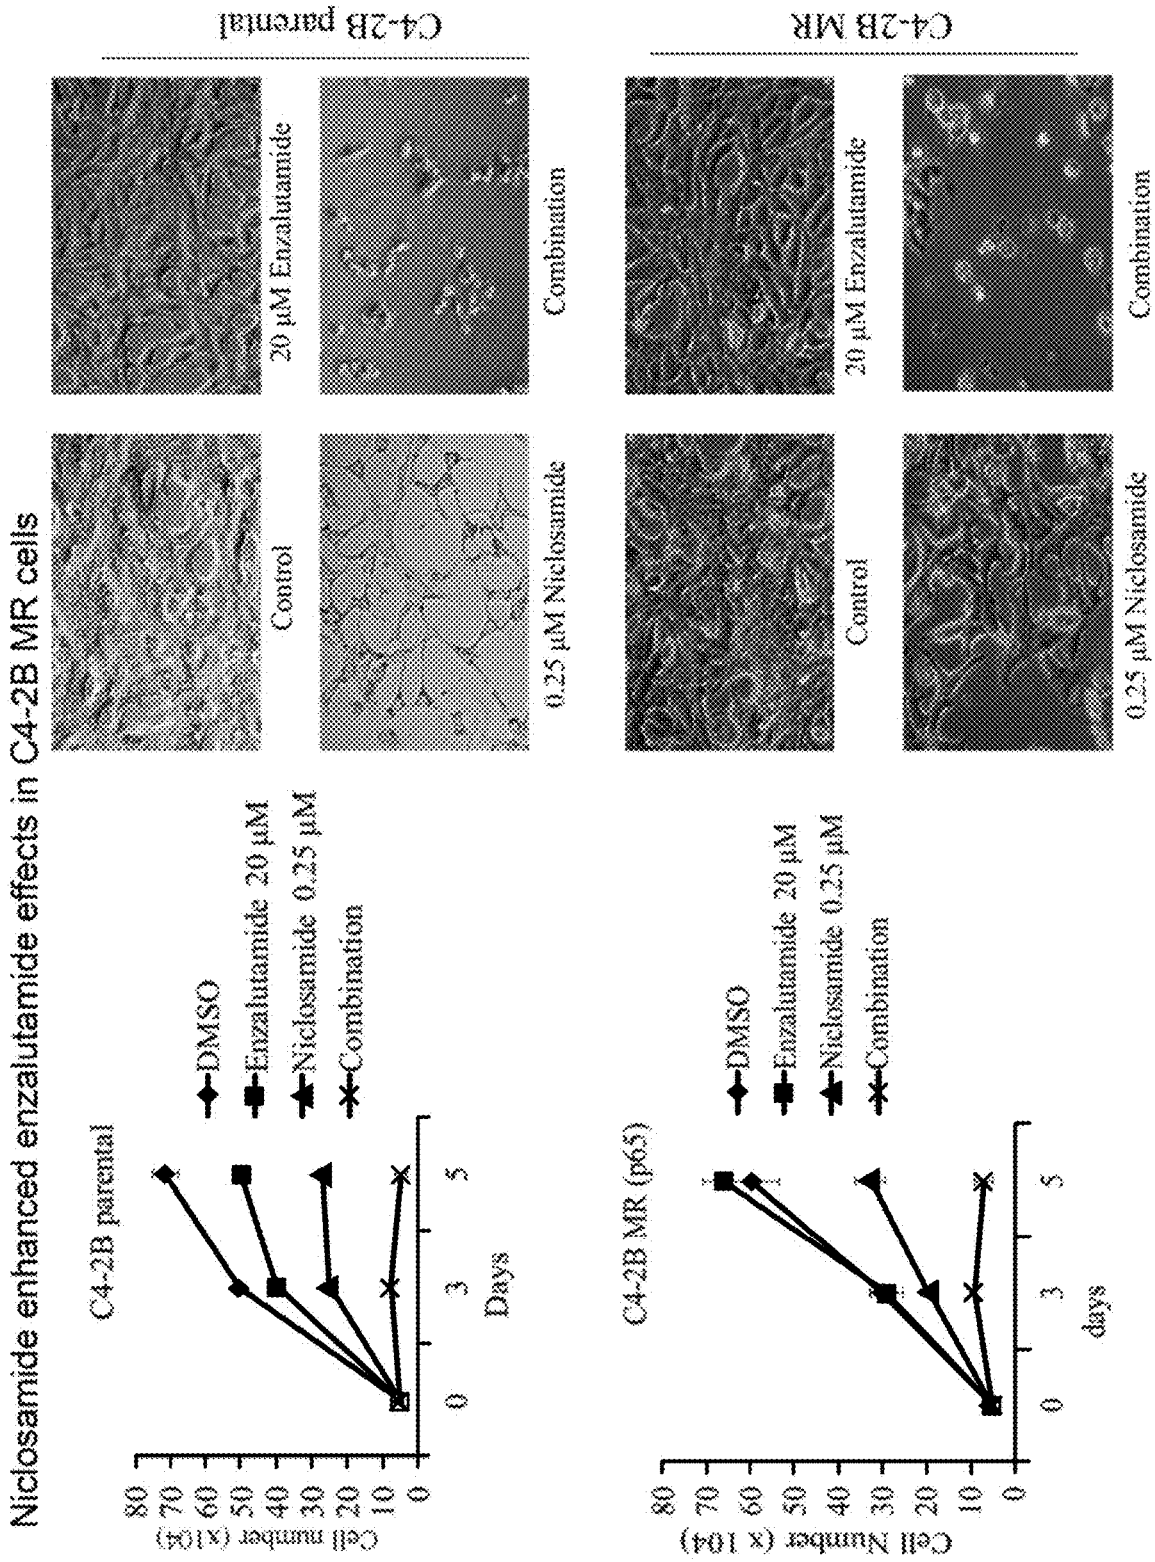 Niclosamide enhanced enzalutamide effects in C4-2B MR cells
C4-2B parental
Cell number (x104)
80
70
60
50
40
30
20
10
0
0
3
5
Days
DMSO
Enzalutamide 20 µM
Niclosamide 0.25 µM
Combination
Control
20 µM Enzalutamide
0.25 µM Niclosamide
Combination
C4-2B parental
C4-2B MR (p65)
Cell Number (x 104)
80
70
60
50
40
30
20
10
0
0
3
5
days
DMSO
Enzalutamide 20 µM
Niclosamide 0.25 µM
Combination
Control
20 µM Enzalutamide
0.25 µM Niclosamide
Combination
C4-2B MR